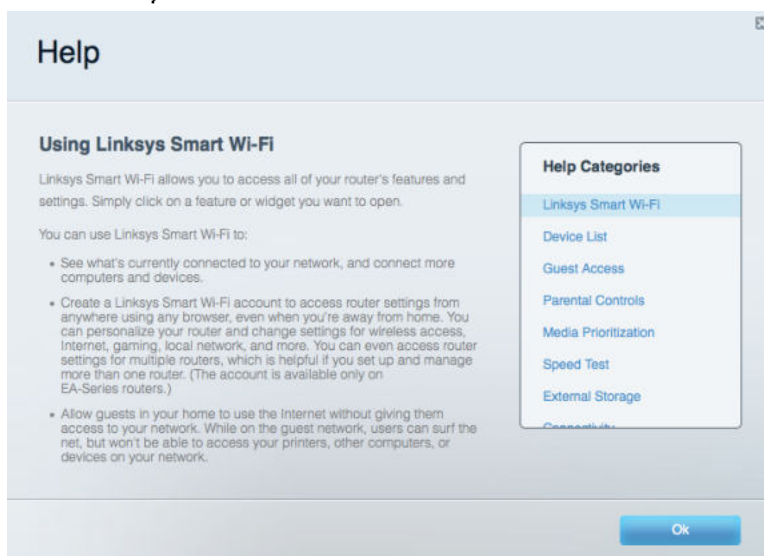 Help
Using Linksys Smart Wi-Fi
Linksys Smart Wi-Fi allows you to access all of your router's features and
settings. Simply click on a feature or widget you want to open.
You can use Linksys Smart Wi-Fi to:
• See what's currently connected to your network, and connect more
computers and devices.
• Create a Linksys Smart Wi-Fi account to access router settings from
anywhere using any browser, even when you're away from home. You
can personalize your router and change settings for wireless access,
Internet, gaming, local network, and more. You can even access router
settings for multiple routers, which is helpful if you set up and manage
more than one router. (The account is available only on
EA-Series routers.)
• Allow guests in your home to use the Internet without giving them
access to your network. While on the guest network, users can surf the
net, but won't be able to access your printers, other computers, or
devices on your network.
Help Categories
Linksys Smart Wi-Fi
Device List
Guest Access
Parental Controls
Media Prioritization
Speed Test
External Storage
Connectivity
Ok